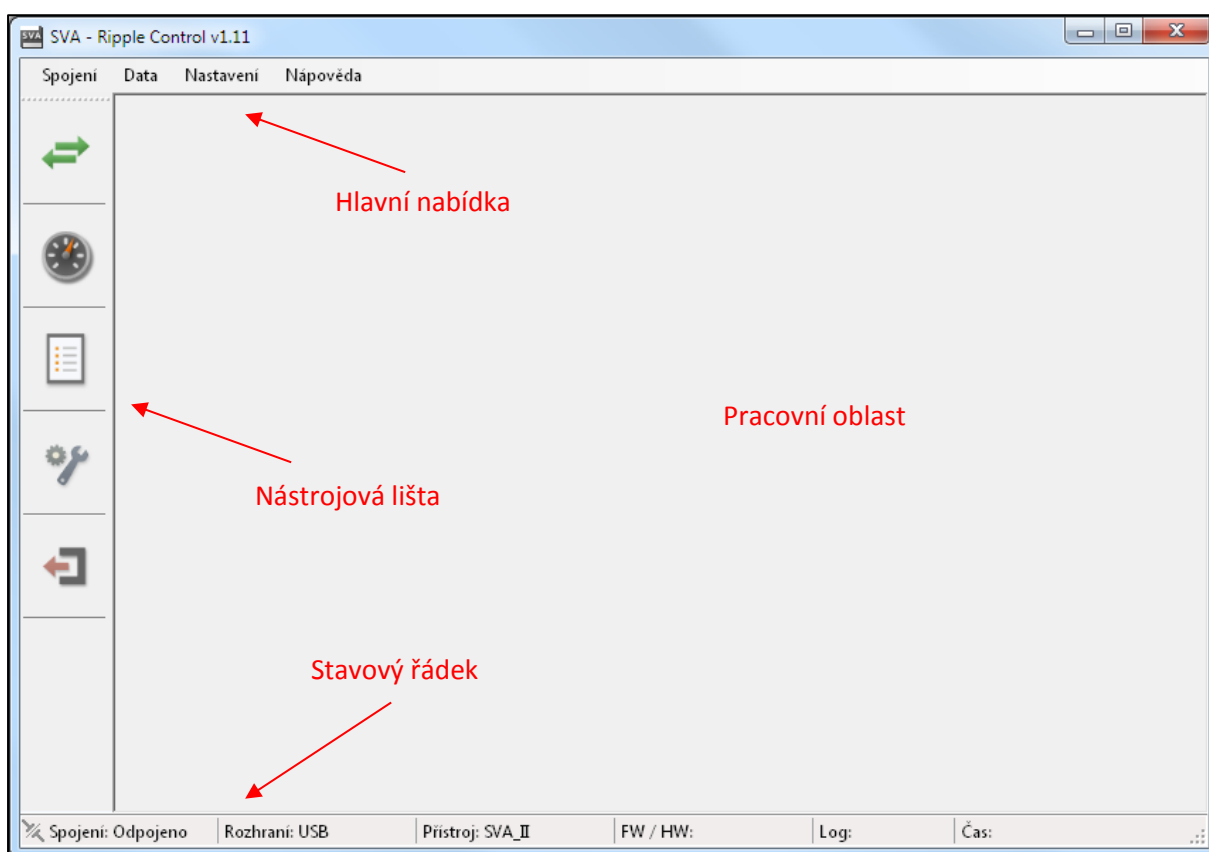 SVA SVA - Ripple Control v1.11
Spojení Data Nastavení Nápověda
Hlavní nabídka
Pracovní oblast
Nástrojová lišta
Stavový řádek
Spojení: Odpojeno Rozhraní: USB Přístroj: SVA_II FW / HW: Log: Čas: